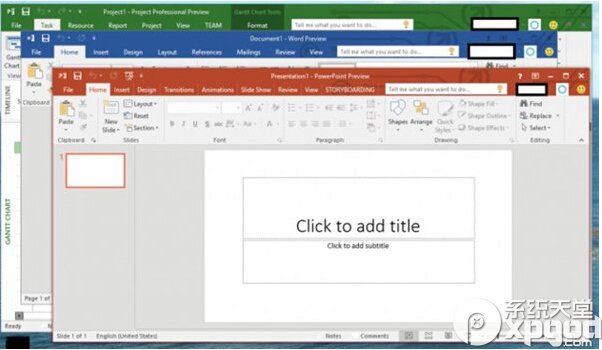 Project1 - Project Professional Preview
Gantt Chart Tools
File Task Resource Report Project View TEAM Format Tell me what you want to do...
Document1 - Word Preview
File Home Insert Design Layout References Mailings Review View Tell me what you want to do...
Find
Gantt
Chart
Paste
Clipboard
TIMELINE
GANTT CHART
Presentation1 - PowerPoint Preview
File Home Insert Design Transitions Animations Slide Show Review View STORYBOARDING Tell me what you want to do...
Paste
New
Slide
Layout
Reset
Section
Shapes Arrange Quick
Styles
Shape Fill
Shape Outline
Shape Effects
Find
Replace
Select
Clipboard Slides Font Paragraph Drawing Editing
1
Click to add title
Click to add subtitle
Page 1 of
Slide 1 of 1 English (United States) Notes Comments
Ready
系统天堂